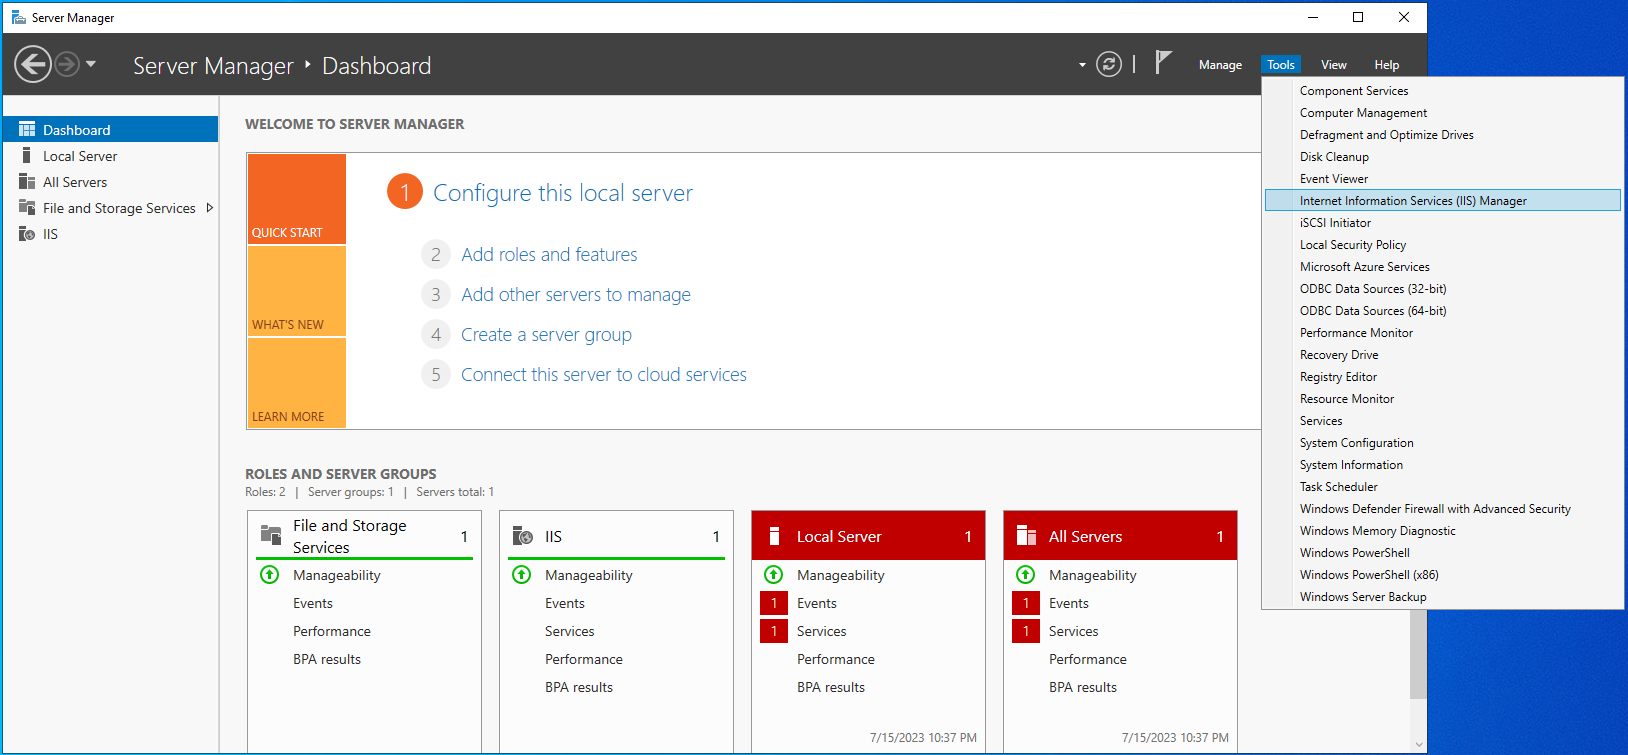 Server Manager
Server Manager ‣ Dashboard
Manage Tools View Help
Dashboard
Local Server
All Servers
File and Storage Services
IIS
WELCOME TO SERVER MANAGER
QUICK START
WHAT'S NEW
LEARN MORE
1 Configure this local server
2 Add roles and features
3 Add other servers to manage
4 Create a server group
5 Connect this server to cloud services
Component Services
Computer Management
Defragment and Optimize Drives
Disk Cleanup
Event Viewer
Internet Information Services (IIS) Manager
iSCSI Initiator
Local Security Policy
Microsoft Azure Services
ODBC Data Sources (32-bit)
ODBC Data Sources (64-bit)
Performance Monitor
Recovery Drive
Registry Editor
Resource Monitor
Services
System Configuration
System Information
Task Scheduler
Windows Defender Firewall with Advanced Security
Windows Memory Diagnostic
Windows PowerShell
Windows PowerShell (x86)
Windows Server Backup
ROLES AND SERVER GROUPS
Roles: 2 | Server groups: 1 | Servers total: 1
File and Storage
Services 1
Manageability
Events
Performance
BPA results
IIS 1
Manageability
Events
Services
Performance
BPA results
Local Server 1
Manageability
1 Events
1 Services
Performance
BPA results
7/15/2023 10:37 PM
All Servers 1
Manageability
1 Events
1 Services
Performance
BPA results
7/15/2023 10:37 PM